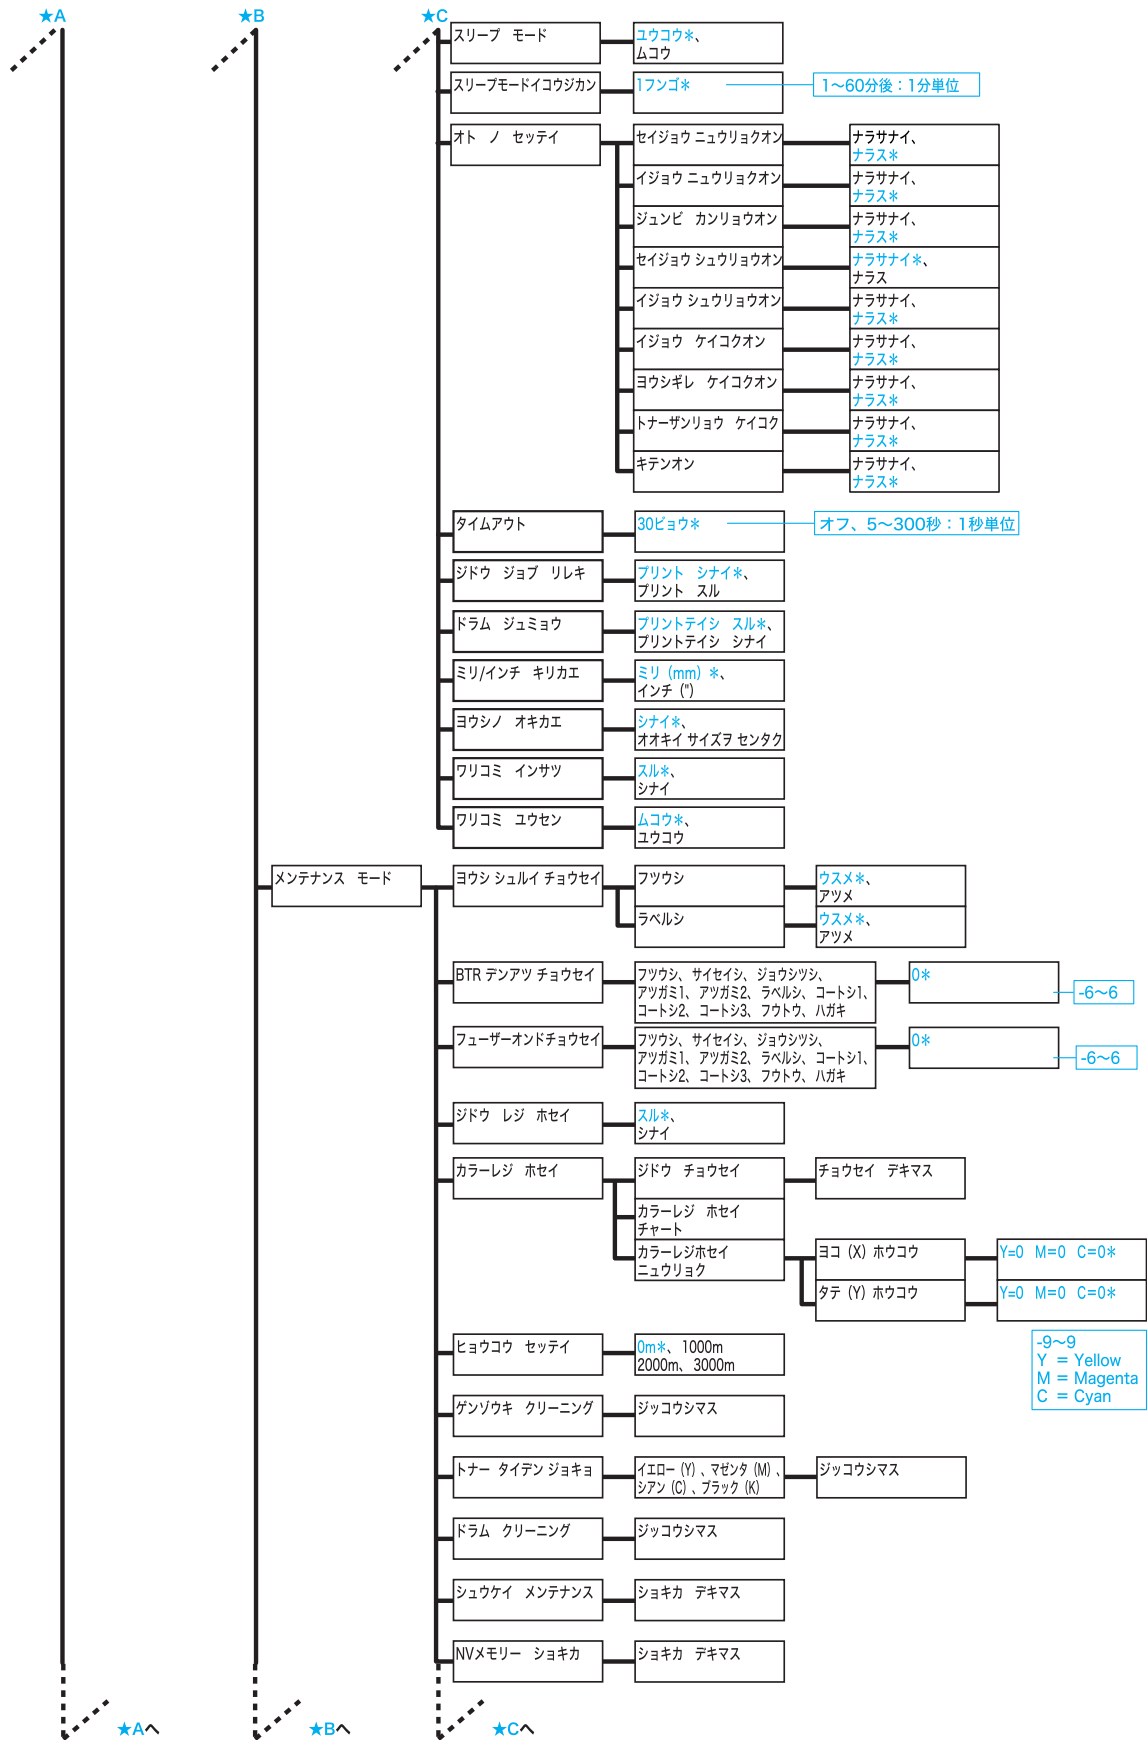 ★A
★B
★C
スリープ　モード
ユウコウ＊、
ムコウ
スリープモードイコウジカン
1フンゴ＊
1～60分後：1分単位
オト　ノ　セッテイ
セイジョウ ニュウリョクオン
ナラサナイ、
ナラス＊
イジョウ ニュウリョクオン
ナラサナイ、
ナラス＊
ジュンビ　カンリョウオン
ナラサナイ、
ナラス＊
セイジョウ シュウリョウオン
ナラサナイ＊、
ナラス
イジョウ シュウリョウオン
ナラサナイ、
ナラス＊
イジョウ　ケイコクオン
ナラサナイ、
ナラス＊
ヨウシギレ　ケイコクオン
ナラサナイ、
ナラス＊
トナーザンリョウ　ケイコク
ナラサナイ、
ナラス＊
キテンオン
ナラサナイ、
ナラス＊
タイムアウト
30ビョウ＊
オフ、5～300秒：1秒単位
ジドウ　ジョブ　リレキ
プリント　シナイ＊、
プリント　スル
ドラム　ジュミョウ
プリントテイシ　スル＊、
プリントテイシ　シナイ
ミリ/インチ　キリカエ
ミリ（mm）＊、
インチ（"）
ヨウシノ　オキカエ
シナイ＊、
オオキイ サイズヲ センタク
ワリコミ　インサツ
スル＊、
シナイ
ワリコミ　ユウセン
ムコウ＊、
ユウコウ
メンテナンス　モード
ヨウシ シュルイ チョウセイ
フツウシ
ウスメ＊、
アツメ
ラベルシ
ウスメ＊、
アツメ
BTR デンアツ チョウセイ
フツウシ、サイセイシ、ジョウシツシ、
アツガミ1、アツガミ2、ラベルシ、コートシ1、
コートシ2、コートシ3、フウトウ、ハガキ
0＊
-6～6
フューザーオンドチョウセイ
フツウシ、サイセイシ、ジョウシツシ、
アツガミ1、アツガミ2、ラベルシ、コートシ1、
コートシ2、コートシ3、フウトウ、ハガキ
0＊
-6～6
ジドウ　レジ　ホセイ
スル＊、
シナイ
カラーレジ　ホセイ
ジドウ　チョウセイ
チョウセイ　デキマス
カラーレジ　ホセイ
チャート
カラーレジホセイ
ニュウリョク
ヨコ（X）ホウコウ
Y=0　M=0　C=0＊
タテ（Y）ホウコウ
Y=0　M=0　C=0＊
-9～9
Y = Yellow
M = Magenta
C = Cyan
ヒョウコウ　セッテイ
0m＊、1000m
2000m、3000m
ゲンゾウキ　クリーニング
ジッコウシマス
トナー　タイデン ジョキョ
イエロー（Y）、マゼンタ（M）、
シアン（C）、ブラック（K）
ジッコウシマス
ドラム　クリーニング
ジッコウシマス
シュウケイ　メンテナンス
ショキカ　デキマス
NVメモリー　ショキカ
ショキカ　デキマス
★Aへ
★Bへ
★Cへ